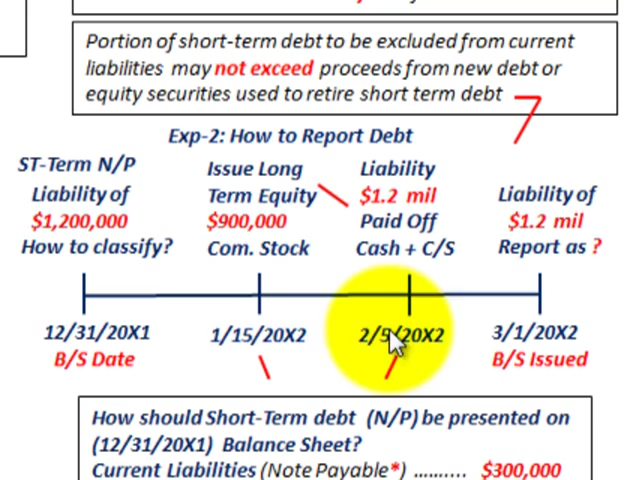 Portion of short-term debt to be excluded from current
liabilities may not exceed proceeds from new debt or
equity securities used to retire short term debt
Exp-2: How to Report Debt
ST-Term N/P
Liability of
$1,200,000
How to classify?
Issue Long
Term Equity
$900,000
Com. Stock
Liability
$1.2 mil
Paid Off
Cash + C/S
Liability of
$1.2 mil
Report as ?
12/31/20X1
B/S Date
1/15/20X2
2/5/20X2
3/1/20X2
B/S Issued
How should Short-Term debt (N/P) be presented on
(12/31/20X1) Balance Sheet?
Current Liabilities (Note Payable*) ......... $300,000